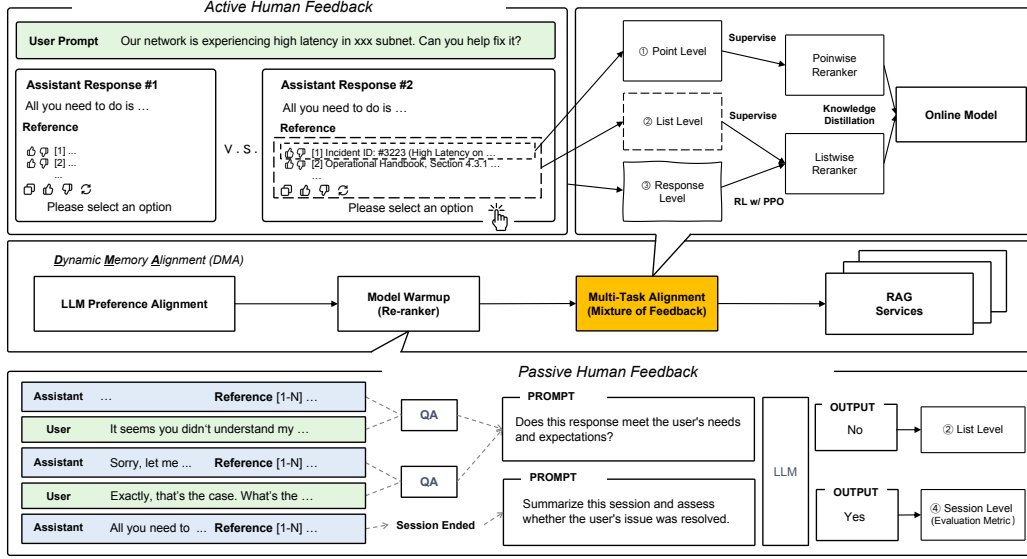 Active Human Feedback
User Prompt Our network is experiencing high latency in xxx subnet. Can you help fix it?
Assistant Response #1
All you need to do is …
Reference
[1] ...
[2] ...
...
Please select an option
V . S .
Assistant Response #2
All you need to do is …
Reference
[1] Incident ID: #3223 (High Latency on …
[2] Operational Handbook, Section 4.3.1 …
...
Please select an option
① Point Level
② List Level
③ Response
Level
Supervise
Supervise
RL w/ PPO
Poinwise
Reranker
Knowledge
Distillation
Listwise
Reranker
Online Model
Dynamic Memory Alignment (DMA)
LLM Preference Alignment
Model Warmup
(Re-ranker)
Multi-Task Alignment
(Mixture of Feedback)
RAG
Services
Passive Human Feedback
Assistant … Reference [1-N] …
User It seems you didn't understand my …
Assistant Sorry, let me ... Reference [1-N] …
User Exactly, that's the case. What's the …
Assistant All you need to ... Reference [1-N] …
QA
QA
Session Ended
PROMPT
Does this response meet the user's needs
and expectations?
PROMPT
Summarize this session and assess
whether the user's issue was resolved.
LLM
OUTPUT
No
② List Level
OUTPUT
Yes
④ Session Level
(Evaluation Metric)